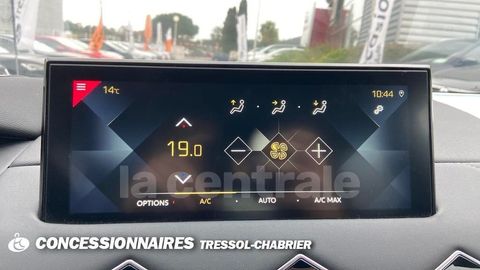 14°C
10:44
19.0
la centrale
OPTIONS A/C AUTO A/C MAX
CONCESSIONNAIRES TRESSOL-CHABRIER